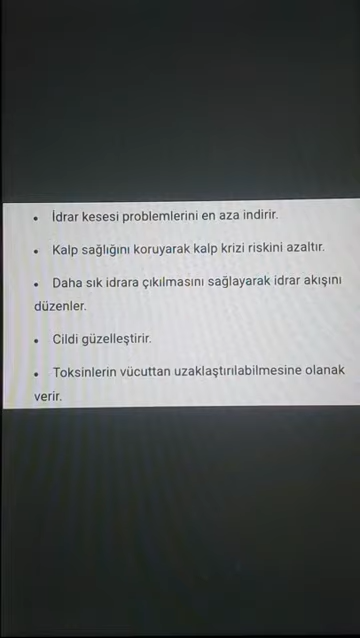 • İdrar kesesi problemlerini en aza indirir.
• Kalp sağlığını koruyarak kalp krizi riskini azaltır.
• Daha sık idrara çıkılmasını sağlayarak idrar akışını
düzenler.
• Cildi güzelleştirir.
• Toksinlerin vücuttan uzaklaştırılabilmesine olanak
verir.